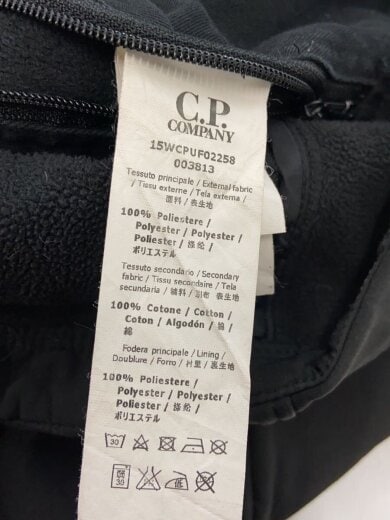 C.P.
COMPANY
15WCPUF02258
003813
Tessuto principale / External fabric
/ Tissu externe / Tela externa /
面料 / 表生地
100% Poliestere /
Polyester / Polyester /
Poliester / 涤纶 /
ポリエステル
Tessuto secondario / Secondary
fabric / Tissu secondaire / Tela
secundaria / 辅料 / 別布
100% Cotone / Cotton /
Coton / Algodón / 棉 /
綿
Fodera principale / Lining /
Doublure / Forro / 衬里 / 裏生地
100% Poliestere /
Polyester / Polyester /
Poliester / 涤纶 /
ポリエステル
30
30